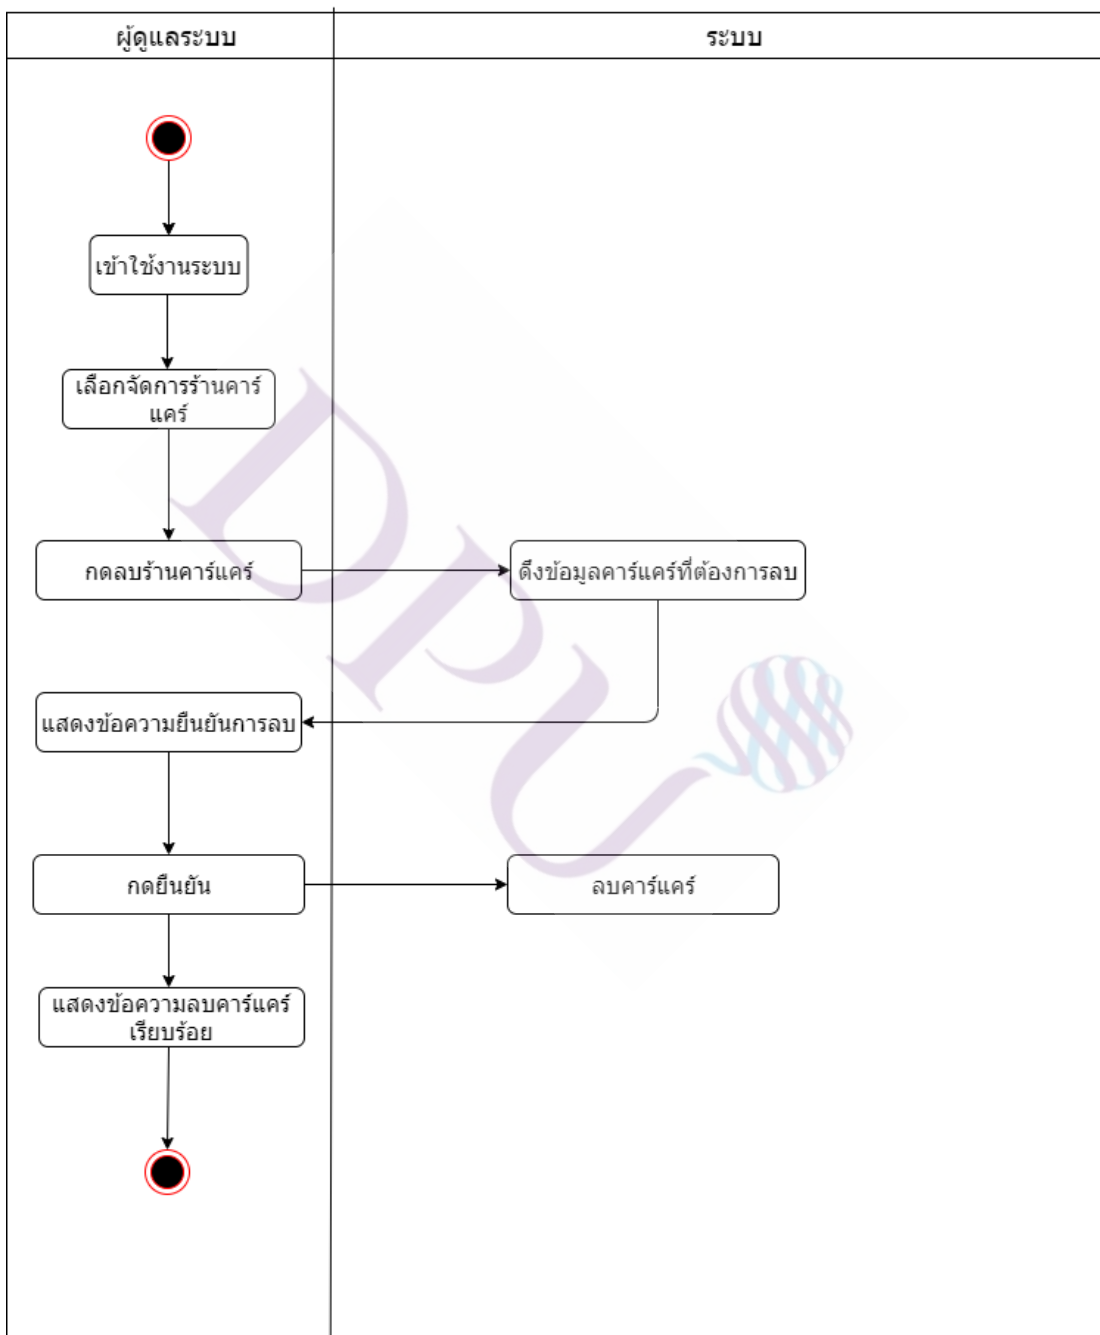 ผู้ดูแลระบบ
ระบบ
เข้าใช้งานระบบ
เลือกจัดการร้านคาร์
แคร์
กดลบร้านคาร์แคร์
ดึงข้อมูลคาร์แคร์ที่ต้องการลบ
แสดงข้อความยืนยันการลบ
กดยืนยัน
ลบคาร์แคร์
แสดงข้อความลบคาร์แคร์
เรียบร้อย
DPU